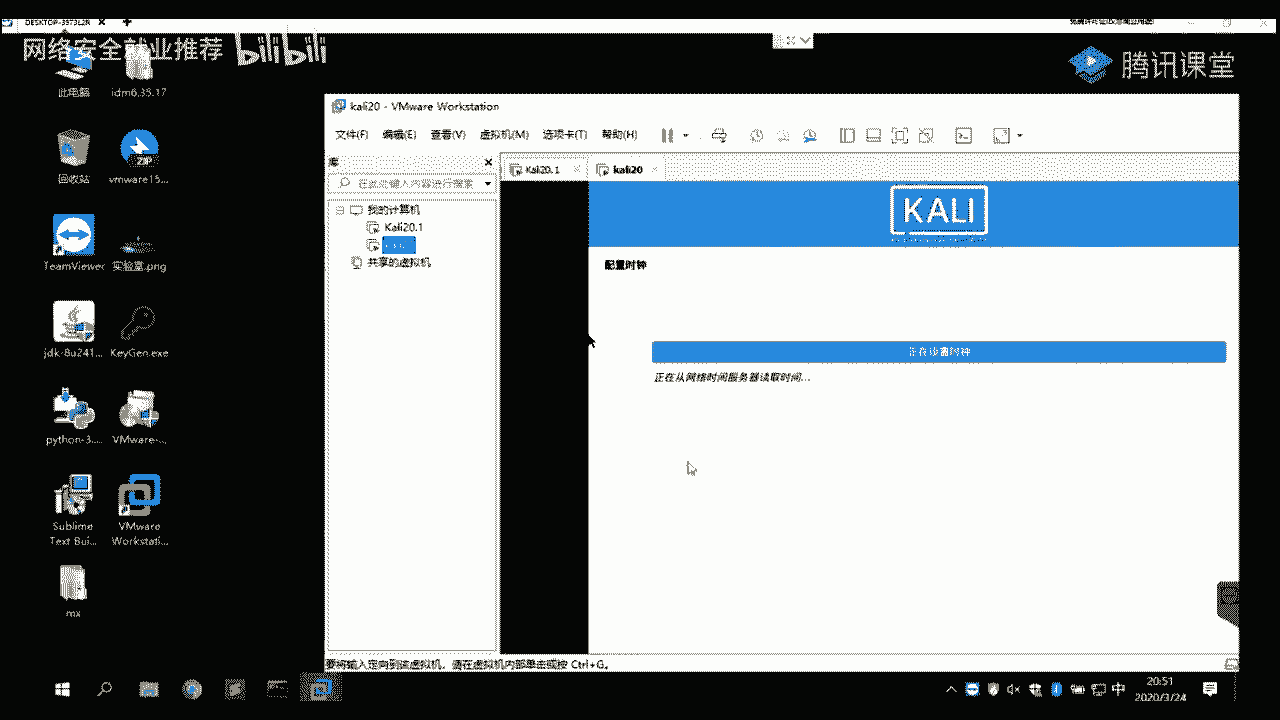 DESKTOP-3973L2R
网络安全就业推荐 bilibili
腾讯课堂
此电脑
idm6.35.17
回收站
ZIP
vmware15...
TeamViewer
实验室.png
jdk-8u241...
KeyGen.exe
python-3....
VMware-...
Sublime
Text Bui...
VMware
Workstati...
mx
kali20 - VMware Workstation
文件(F) 编辑(E) 查看(V) 虚拟机(M) 选项卡(T) 帮助(H)
库
在此处键入内容进行搜索
我的计算机
Kali20.1
共享的虚拟机
Kali20.1
kali20
KALI
配置时钟
正在设置时钟
正在从网络时间服务器读取时间...
要将输入定向到该虚拟机，请在虚拟机内部单击或按 Ctrl+G。
中
20:51
2020/3/24